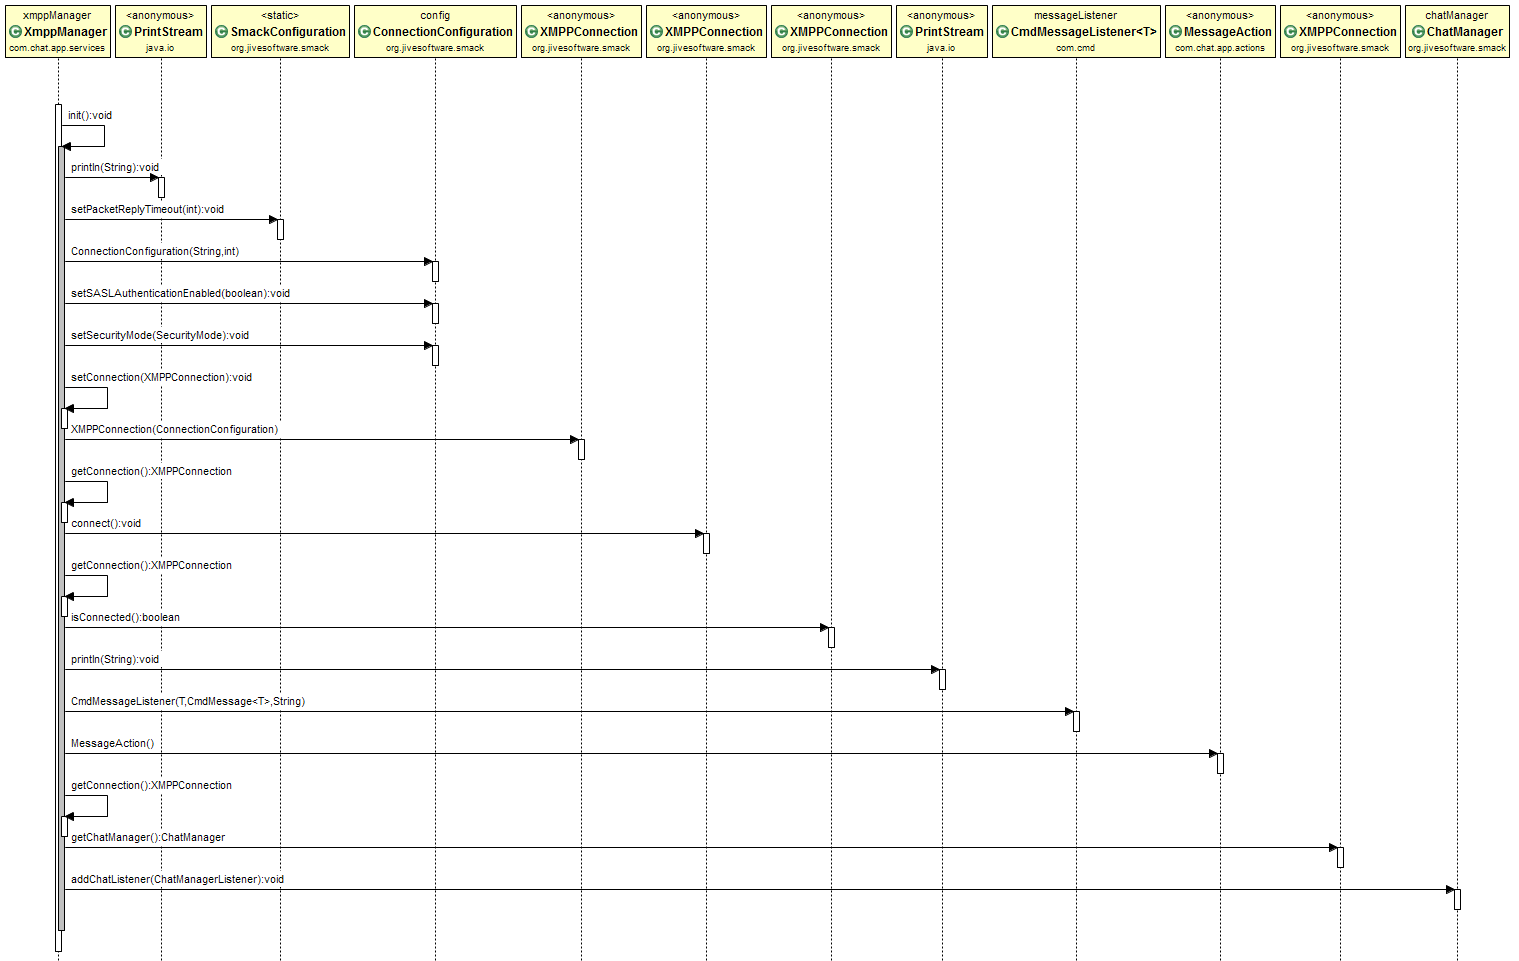 xmppManager
XmppManager
com.chat.app.services
<anonymous>
PrintStream
java.io
<static>
SmackConfiguration
org.jivesoftware.smack
config
ConnectionConfiguration
org.jivesoftware.smack
<anonymous>
XMPPConnection
org.jivesoftware.smack
<anonymous>
XMPPConnection
org.jivesoftware.smack
<anonymous>
XMPPConnection
org.jivesoftware.smack
<anonymous>
PrintStream
java.io
messageListener
CmdMessageListener<T>
com.cmd
<anonymous>
MessageAction
com.chat.app.actions
<anonymous>
XMPPConnection
org.jivesoftware.smack
chatManager
ChatManager
org.jivesoftware.smack
init():void
println(String):void
setPacketReplyTimeout(int):void
ConnectionConfiguration(String,int)
setSASLAuthenticationEnabled(boolean):void
setSecurityMode(SecurityMode):void
setConnection(XMPPConnection):void
XMPPConnection(ConnectionConfiguration)
getConnection():XMPPConnection
connect():void
getConnection():XMPPConnection
isConnected():boolean
println(String):void
CmdMessageListener(T,CmdMessage<T>,String)
MessageAction()
getConnection():XMPPConnection
getChatManager():ChatManager
addChatListener(ChatManagerListener):void